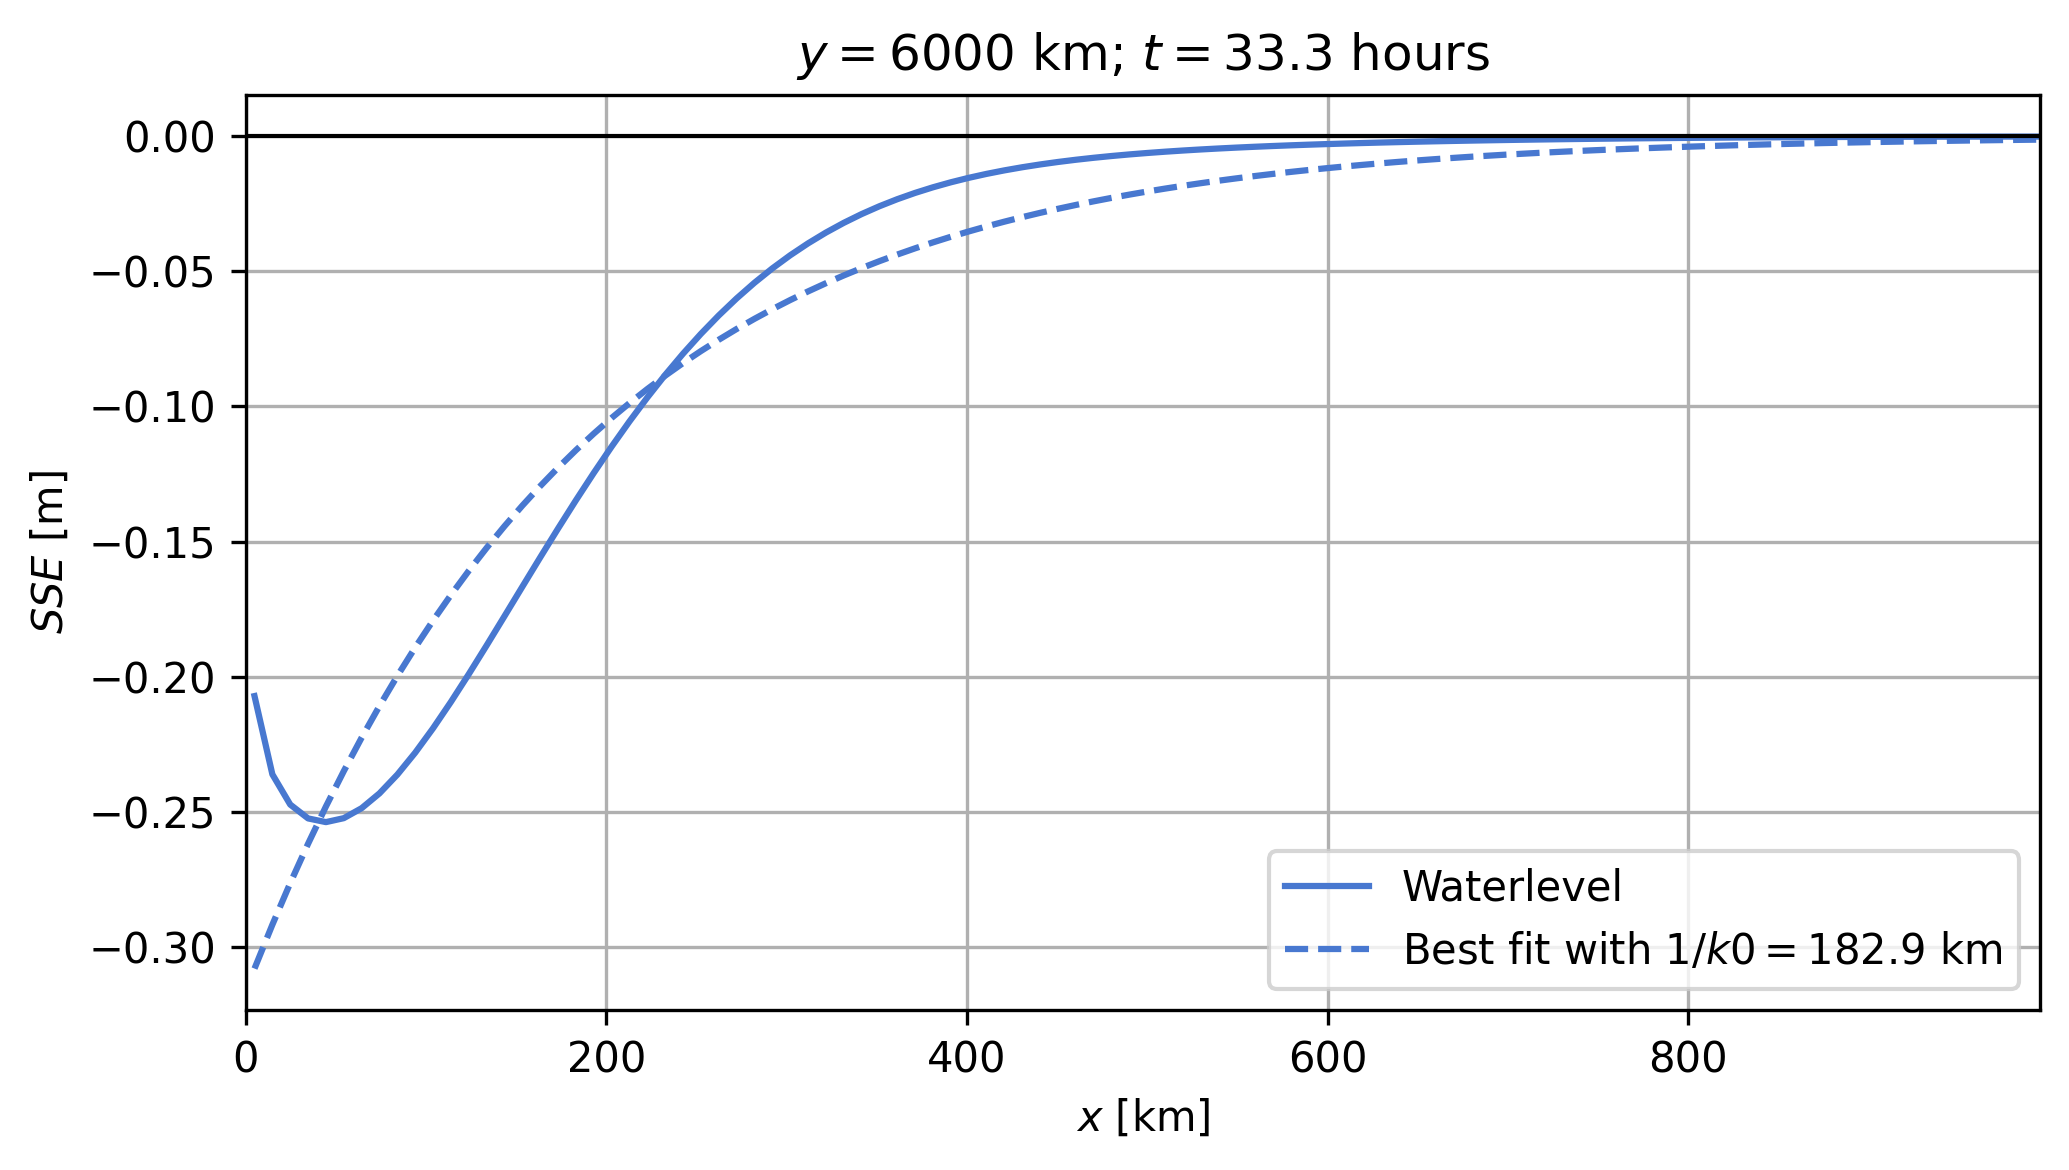 y = 6000 km; t = 33.3 hours
0.00
−0.05
−0.10
−0.15
−0.20
−0.25
−0.30
SSE [m]
Waterlevel
Best fit with 1/k0 = 182.9 km
0 200 400 600 800
x [km]